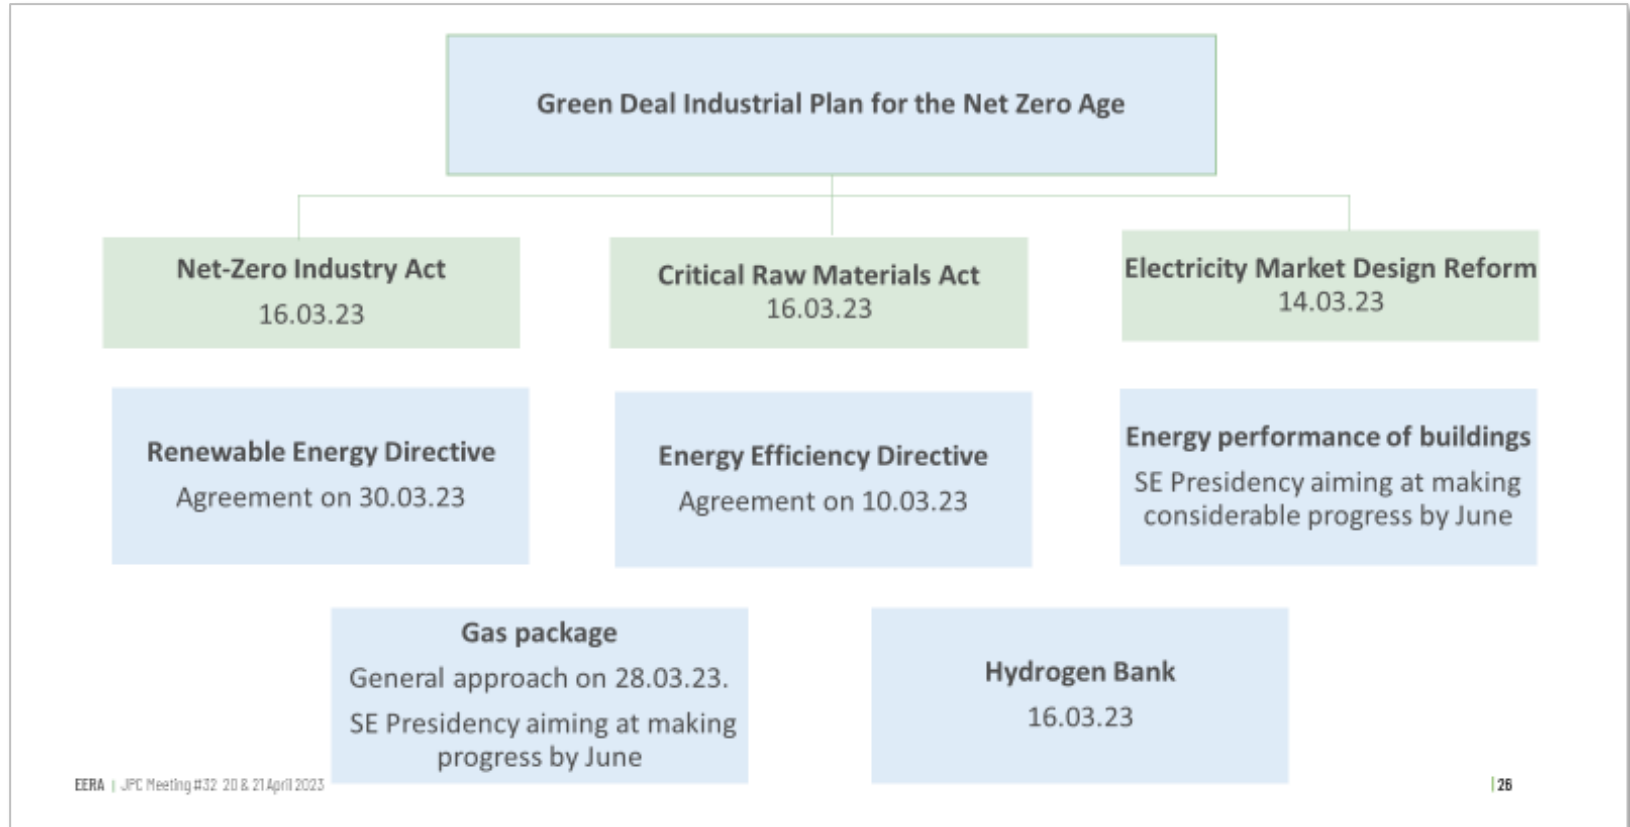 Green Deal Industrial Plan for the Net Zero Age
Net-Zero Industry Act
16.03.23
Critical Raw Materials Act
16.03.23
Electricity Market Design Reform
14.03.23
Renewable Energy Directive
Agreement on 30.03.23
Energy Efficiency Directive
Agreement on 10.03.23
Energy performance of buildings
SE Presidency aiming at making
considerable progress by June
Gas package
General approach on 28.03.23.
SE Presidency aiming at making
progress by June
Hydrogen Bank
16.03.23
EERA | JPC Meeting #32 20 & 21 April 2023
| 26